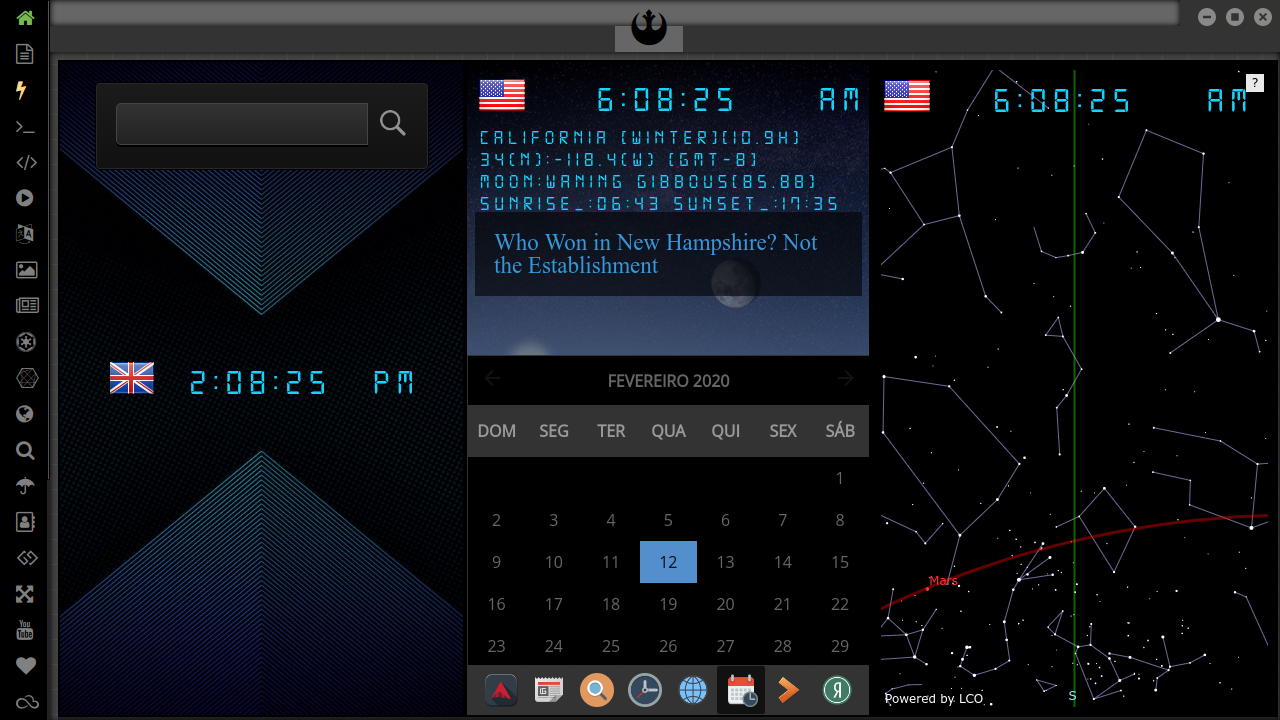 6:08:25 AM
CALIFORNIA (WINTER)(10.9H)
34(N):-118.4(W) (GMT-8)
MOON:WANING GIBBOUS(85.88)
SUNRISE_:06:43 SUNSET_:17:35
Who Won in New Hampshire? Not
the Establishment
2:08:25 PM
FEVEREIRO 2020
DOM SEG TER QUA QUI SEX SÁB
1
2 3 4 5 6 7 8
9 10 11 12 13 14 15
16 17 18 19 20 21 22
23 24 25 26 27 28 29
6:08:25 AM
?
Mars
S
Powered by LCO
You
Tube
Я